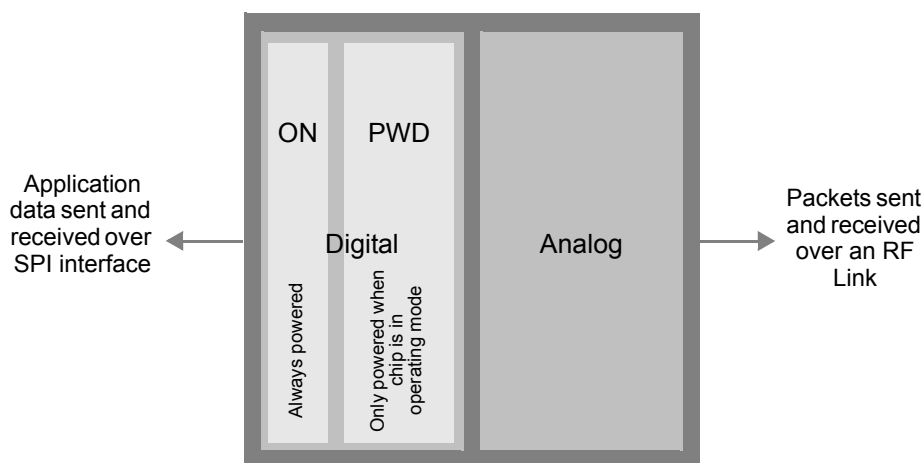 Application
data sent and
received over
SPI interface
ON
PWD
Digital
Always powered
Only powered when
chip is in
operating mode
Analog
Packets sent
and received
over an RF
Link